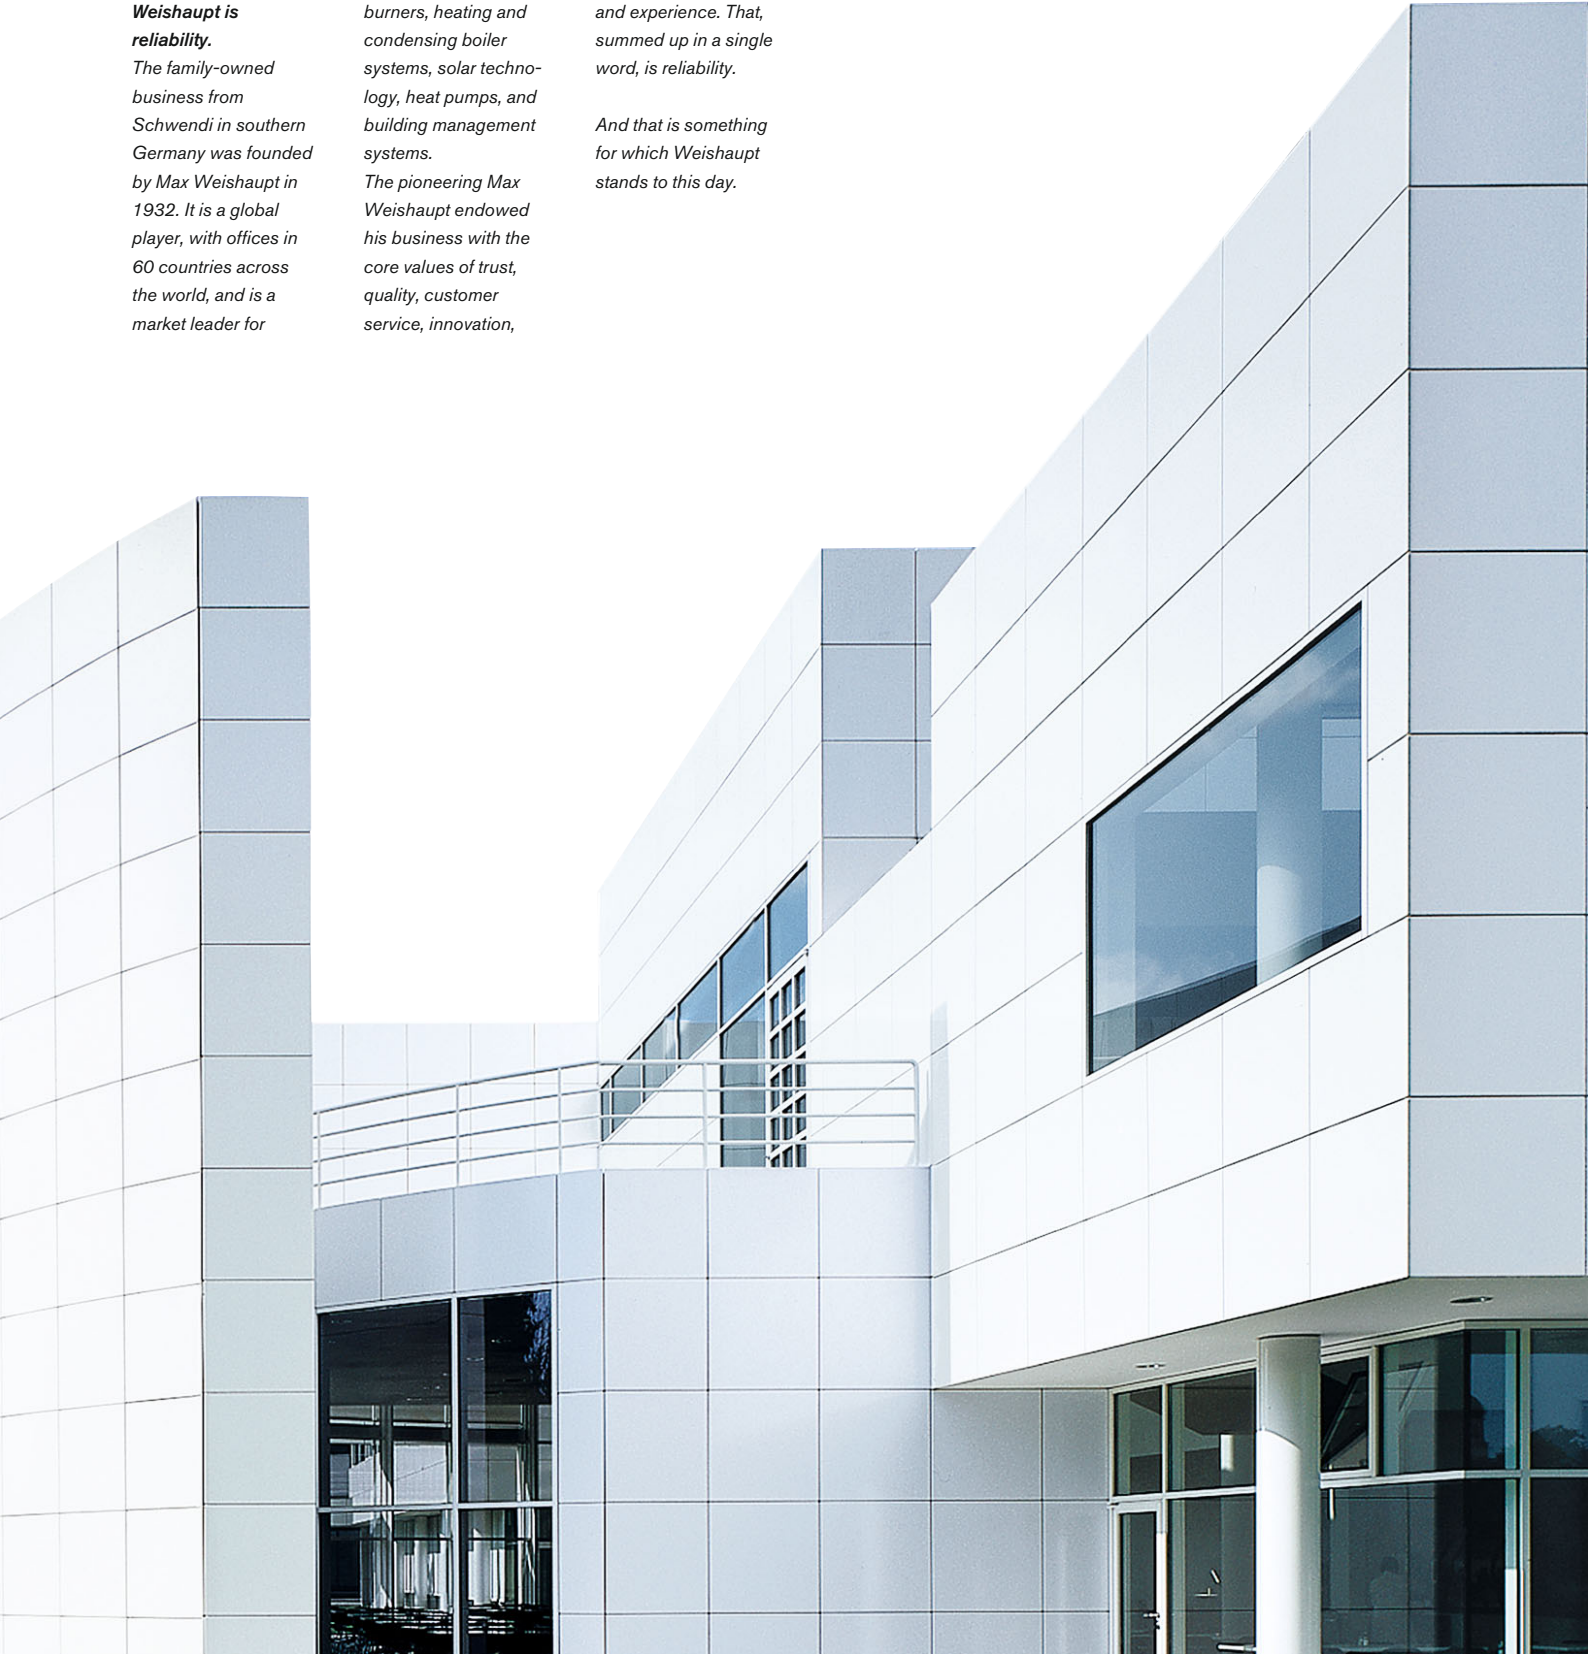 Weishaupt is
reliability.
The family-owned
business from
Schwendi in southern
Germany was founded
by Max Weishaupt in
1932. It is a global
player, with offices in
60 countries across
the world, and is a
market leader for
burners, heating and
condensing boiler
systems, solar techno-
logy, heat pumps, and
building management
systems.
The pioneering Max
Weishaupt endowed
his business with the
core values of trust,
quality, customer
service, innovation,
and experience. That,
summed up in a single
word, is reliability.
And that is something
for which Weishaupt
stands to this day.